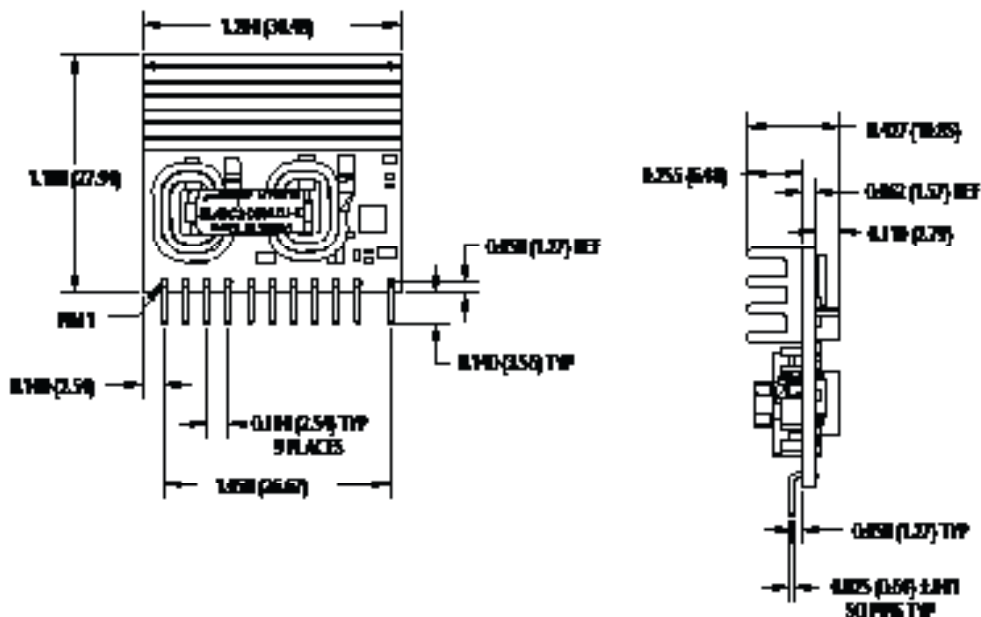 1.200 (30.48)
1.100 (27.94)
PIN 1
0.100 (2.54)
0.100 (2.54) TYP
9 PLACES
1.050 (26.67)
0.050 (1.27) REF
0.140 (3.56) TYP
0.427 (10.85)
0.255 (6.48)
0.062 (1.57) REF
0.110 (2.79)
0.050 (1.27) TYP
0.025 (0.64)
SQ PINS TYP